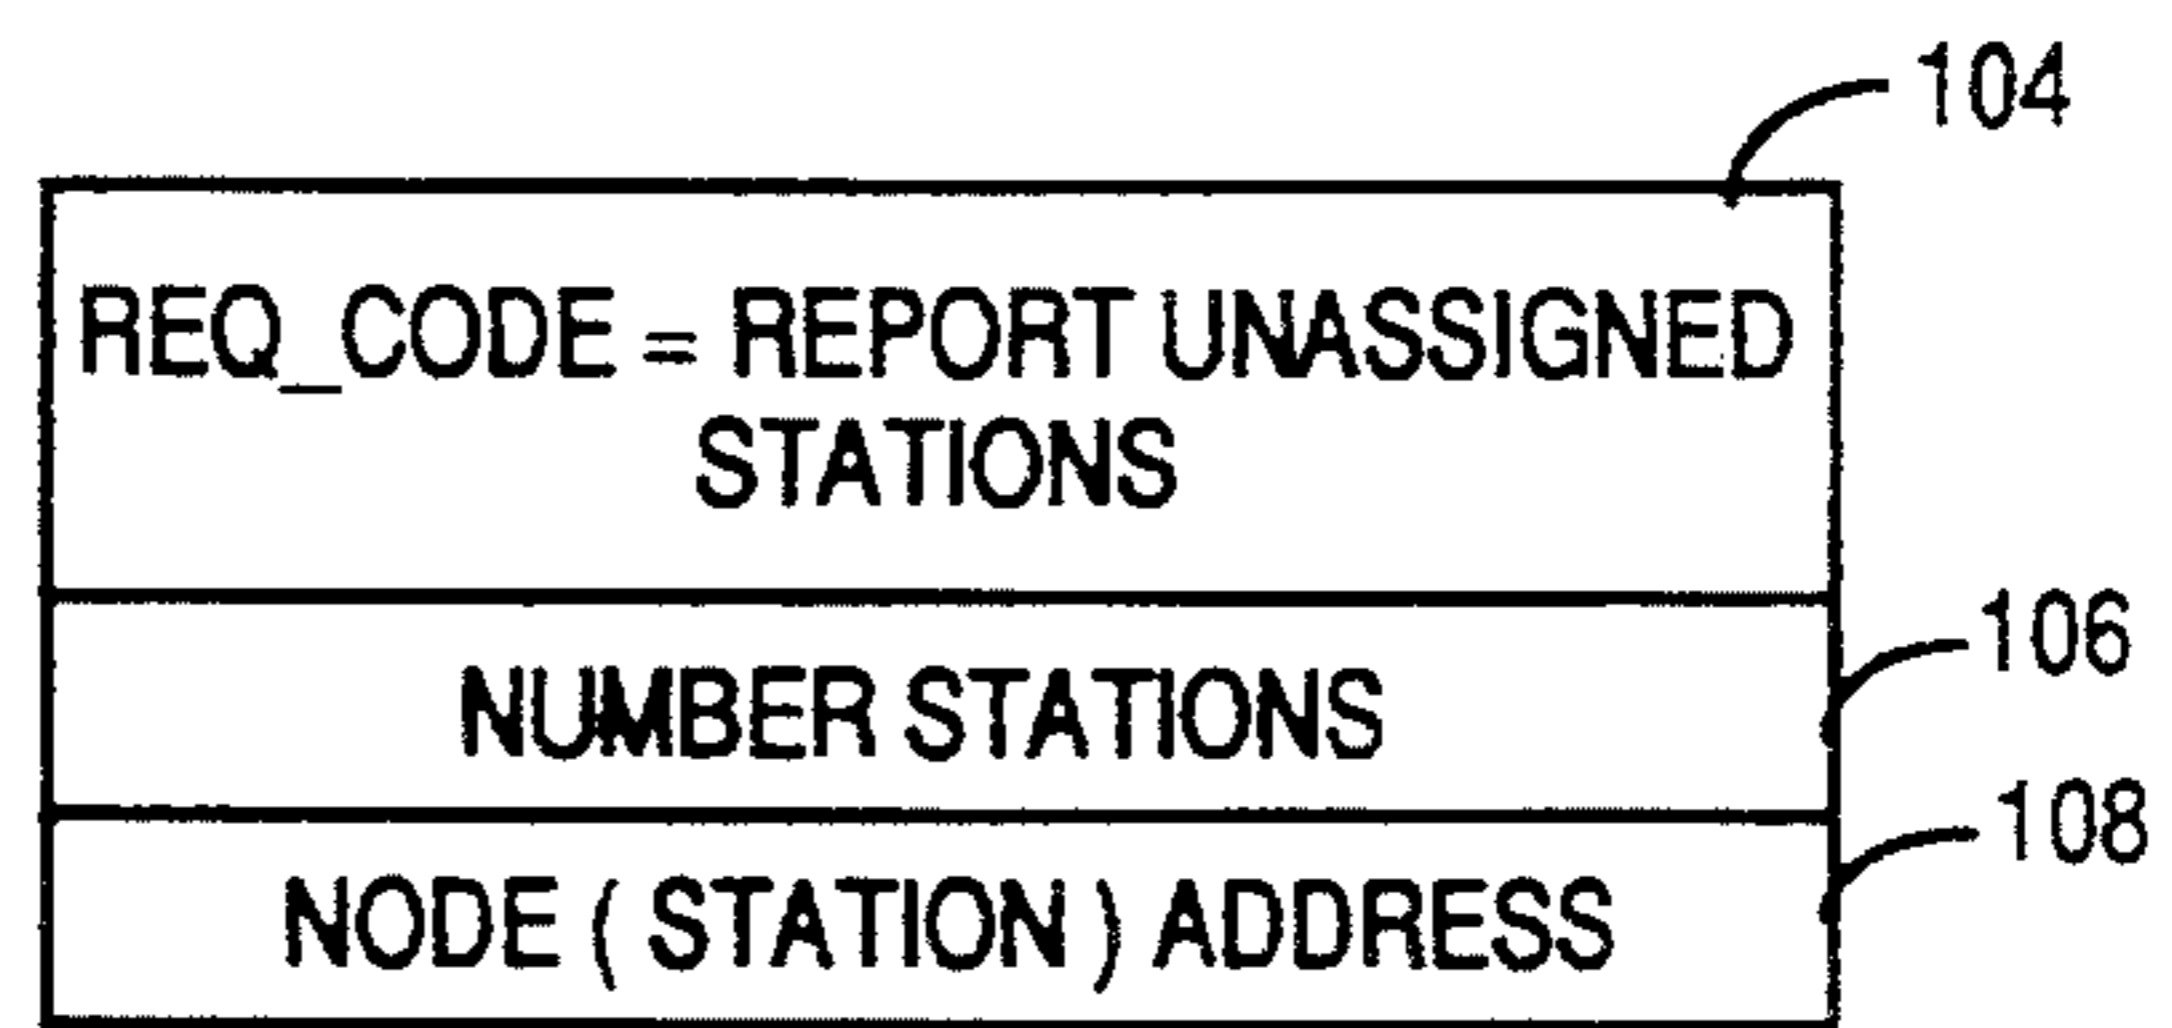 104
REQ_CODE = REPORT UNASSIGNED
STATIONS
106
NUMBER STATIONS
108
NODE ( STATION ) ADDRESS